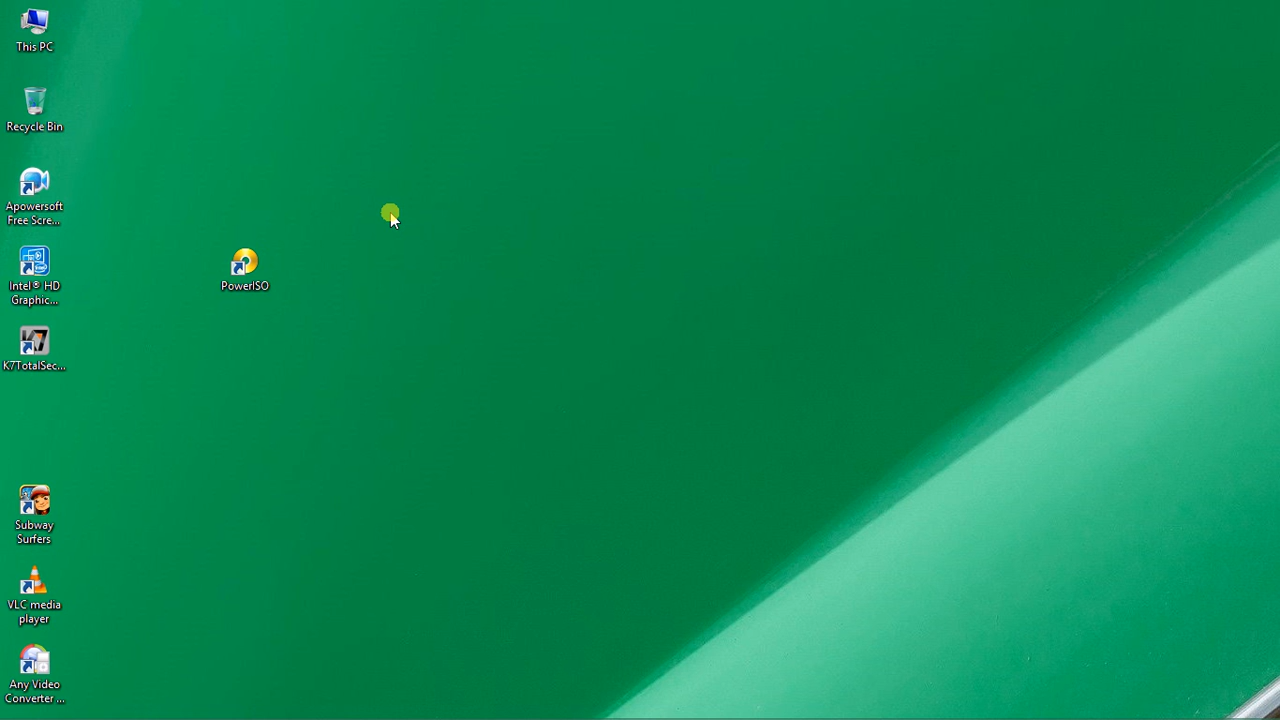 This PC
Recycle Bin
Apowersoft
Free Scre...
Intel® HD
Graphic...
K7TotalSec...
PowerISO
Subway
Surfers
VLC media
player
Any Video
Converter ...